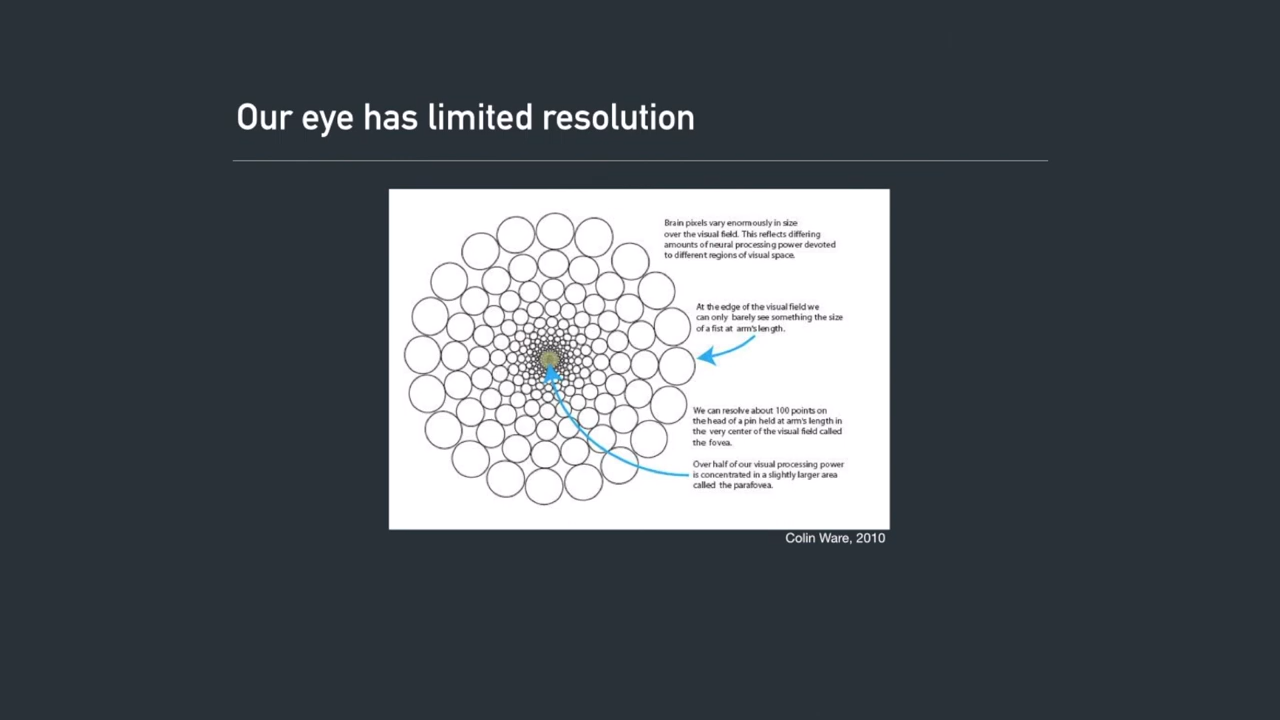 Our eye has limited resolution
Brain pixels vary enormously in size
over the visual field. This reflects differing
amounts of neural processing power devoted
to different regions of visual space.
At the edge of the visual field we
can only barely see something the size
of a fist at arm's length.
We can resolve about 100 points on
the head of a pin held at arm's length in
the very center of the visual field called
the fovea.
Over half of our visual processing power
is concentrated in a slightly larger area
called the parafovea.
Colin Ware, 2010